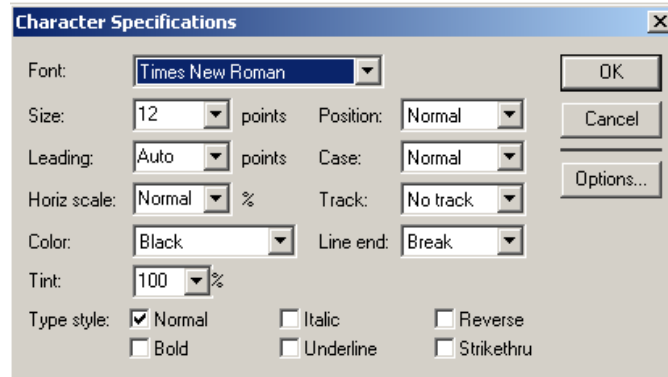 Character Specifications
Font: Times New Roman OK
Size: 12 points Position: Normal Cancel
Leading: Auto points Case: Normal
Horiz scale: Normal % Track: No track Options...
Color: Black Line end: Break
Tint: 100 %
Type style: Normal Italic Reverse
Bold Underline Strikethru